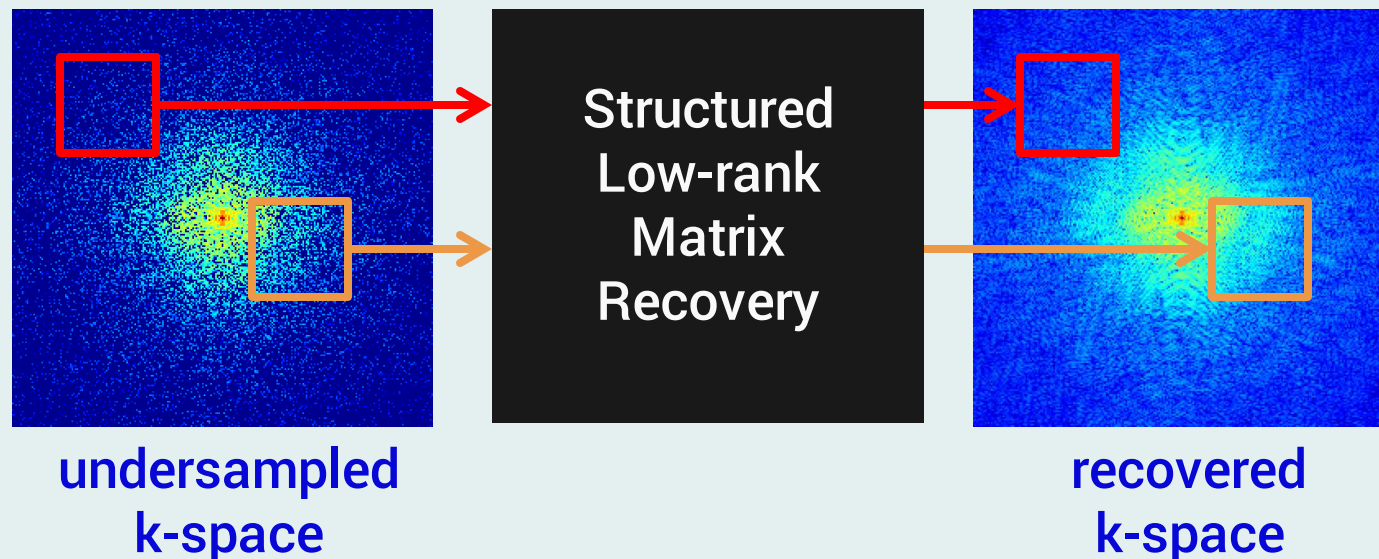 Structured
Low-rank
Matrix
Recovery
undersampled
k-space
recovered
k-space